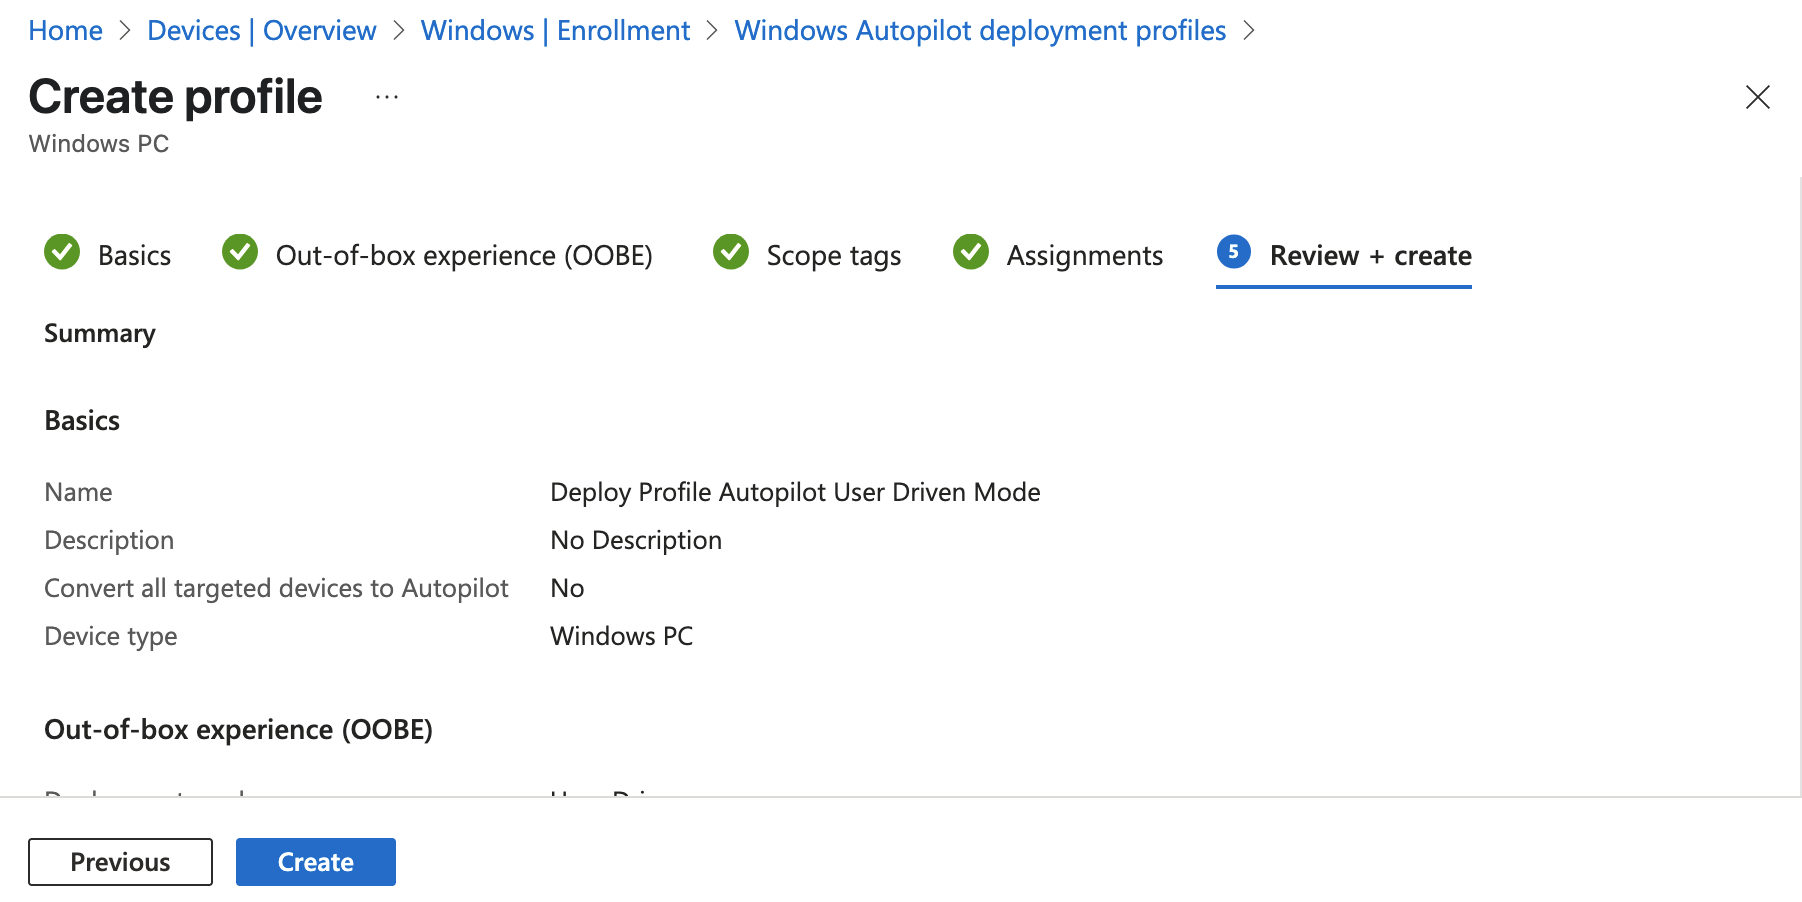 Home > Devices | Overview > Windows | Enrollment > Windows Autopilot deployment profiles >
Create profile ...
Windows PC
Basics Out-of-box experience (OOBE) Scope tags Assignments 5 Review + create
Summary
Basics
Name Deploy Profile Autopilot User Driven Mode
Description No Description
Convert all targeted devices to Autopilot No
Device type Windows PC
Out-of-box experience (OOBE)
Previous Create